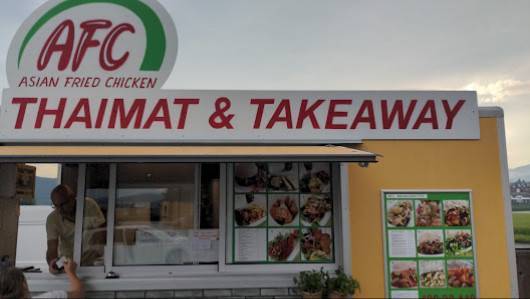 AFC
ASIAN FRIED CHICKEN
THAIMAT & TAKEAWAY